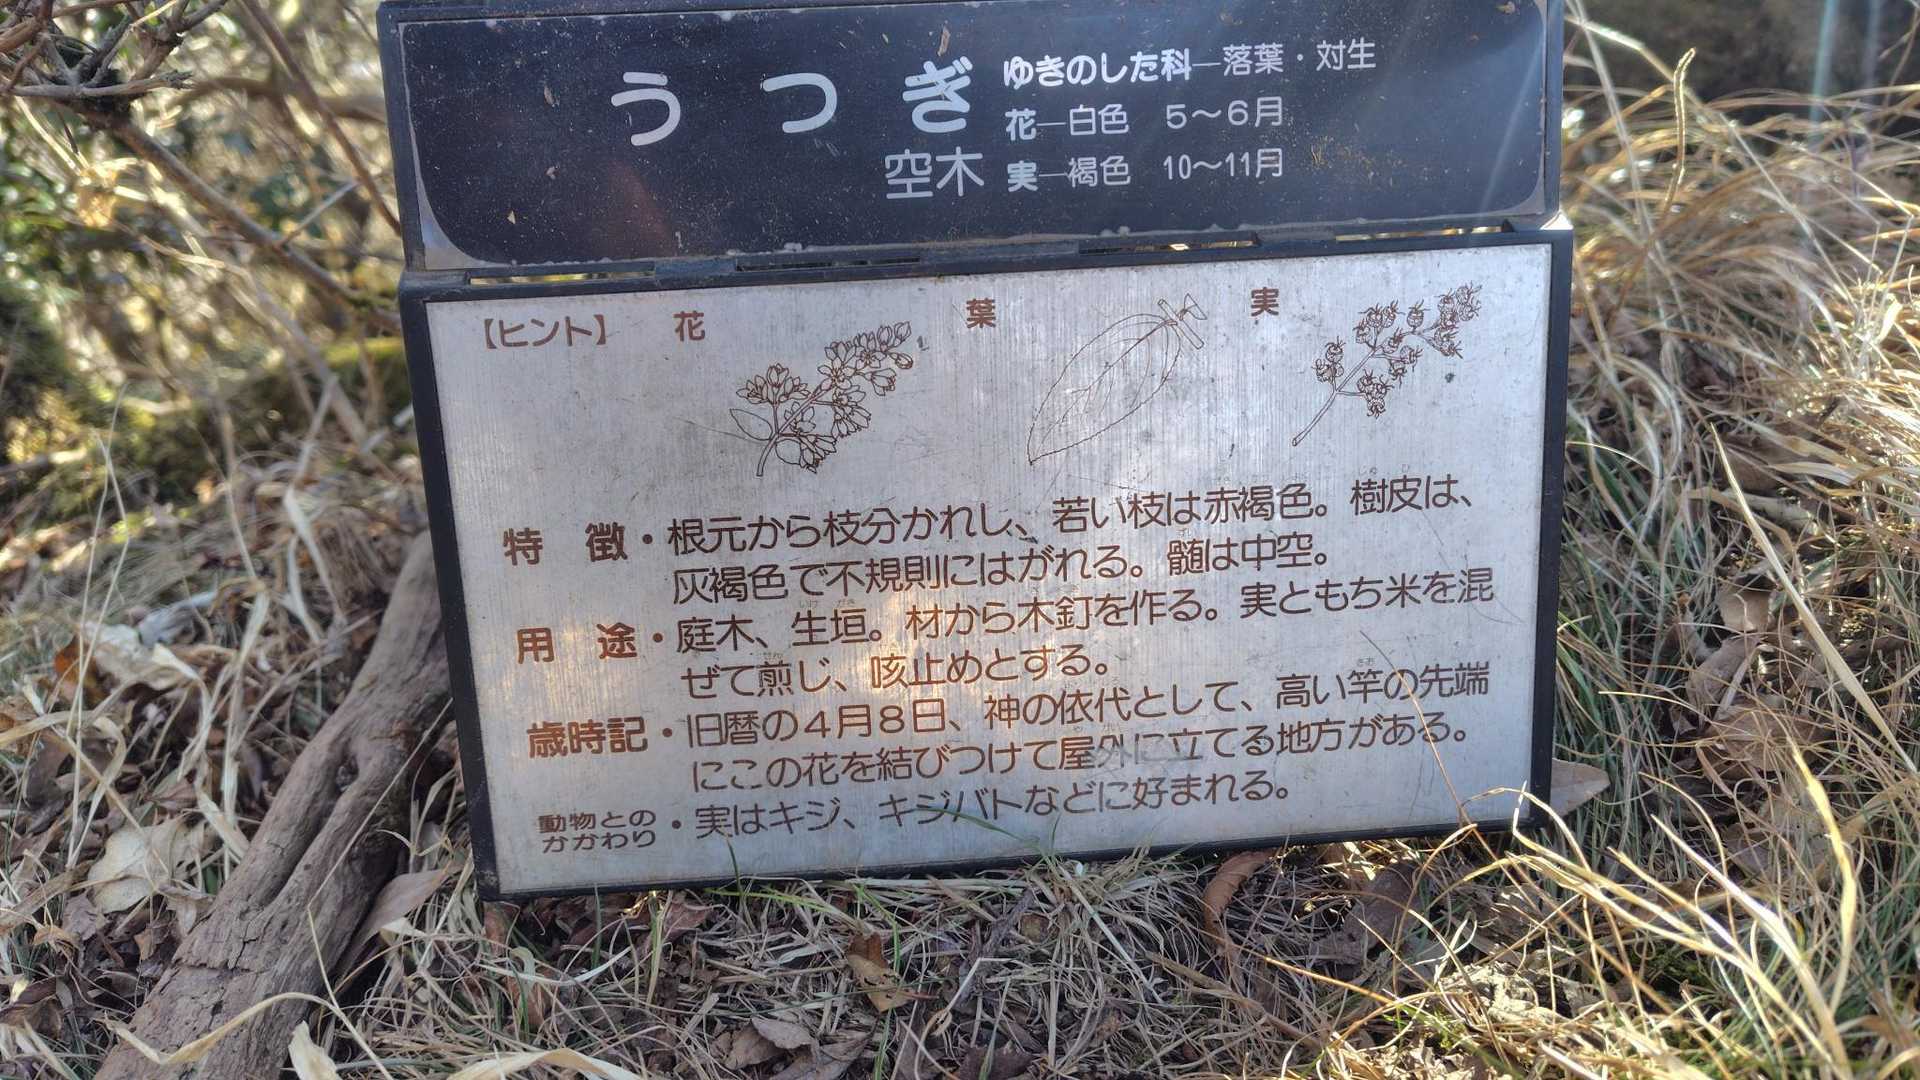 うつぎ ゆきのした科―落葉・対生
花―白色 5～6月
空木 実―褐色 10～11月
【ヒント】 花 葉 実
特徴・根元から枝分かれし、若い枝は赤褐色。樹皮は、
灰褐色で不規則にはがれる。髄は中空。
用途・庭木、生垣。材から木釘を作る。実ともち米を混
ぜて煎じ、咳止めとする。
歳時記・旧暦の4月8日、神の依代として、高い竿の先端
にこの花を結びつけて屋外に立てる地方がある。
動物との
かかわり・実はキジ、キジバトなどに好まれる。